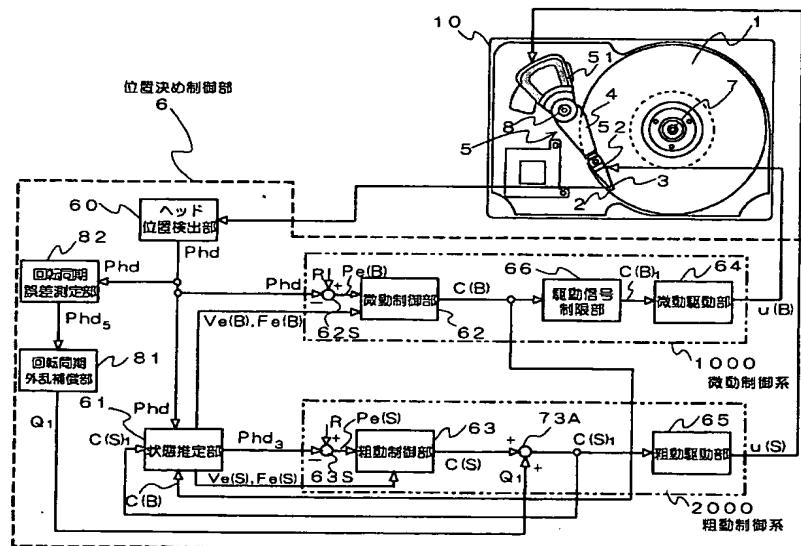 10
1
51
4
7
8
52
5
3
2
位置決め制御部
6
60
ヘッド
位置検出部
82
回転同期
誤差測定部
Phd
Phd
Phd5
81
回転同期
外乱補償部
Q1
Phd
R
Pe(B)
+
−
62S
微動制御部
62
C(B)
66
駆動信号
制限部
C(B)1
64
微動駆動部
u(B)
1000
微動制御系
Ve(B),Fe(B)
61
Phd
C(S)1
状態推定部
C(B)
Phd3
R
+
−
Pe(S)
63S
粗動制御部
63
C(S)
73A
+
+
Q1
C(S)1
65
粗動駆動部
u(S)
Ve(S),Fe(S)
2000
粗動制御系